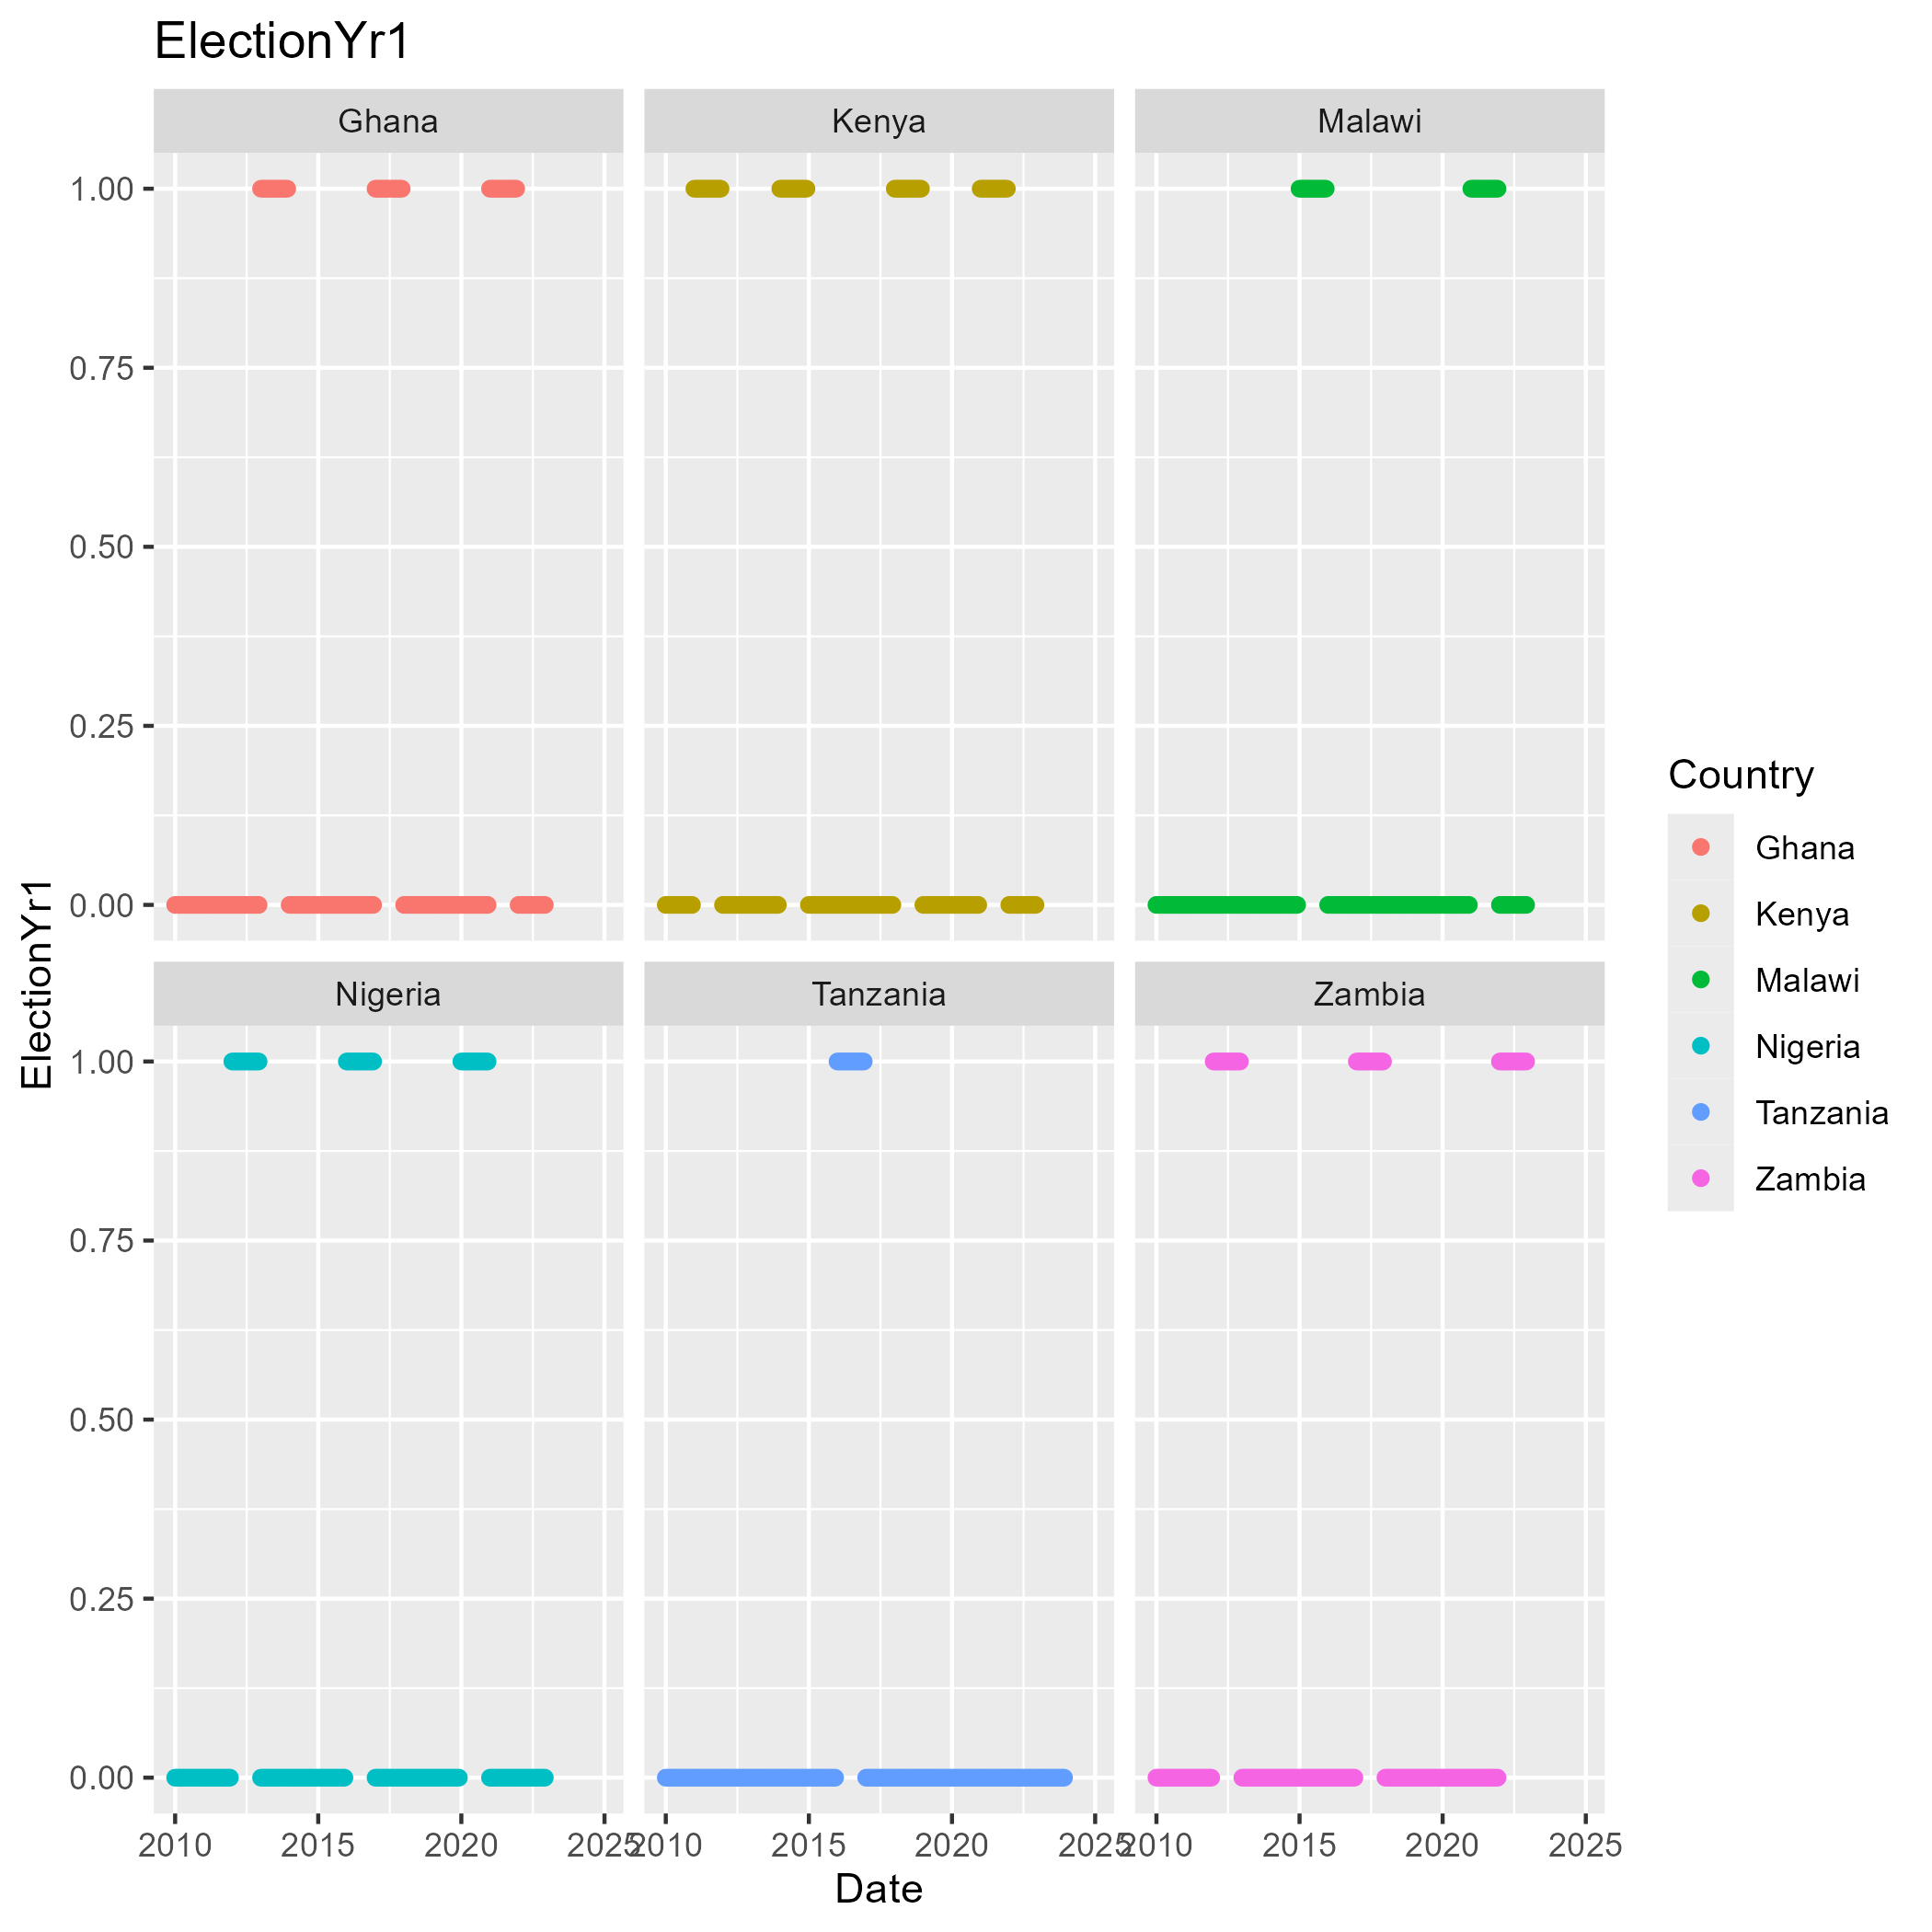 ElectionYr1
Ghana Kenya Malawi
1.00
0.75
0.50
0.25
0.00
Nigeria Tanzania Zambia
1.00
0.75
0.50
0.25
0.00
2010 2015 2020 2025 2010 2015 2020 2025 2010 2015 2020 2025
Date
ElectionYr1
Country
Ghana
Kenya
Malawi
Nigeria
Tanzania
Zambia